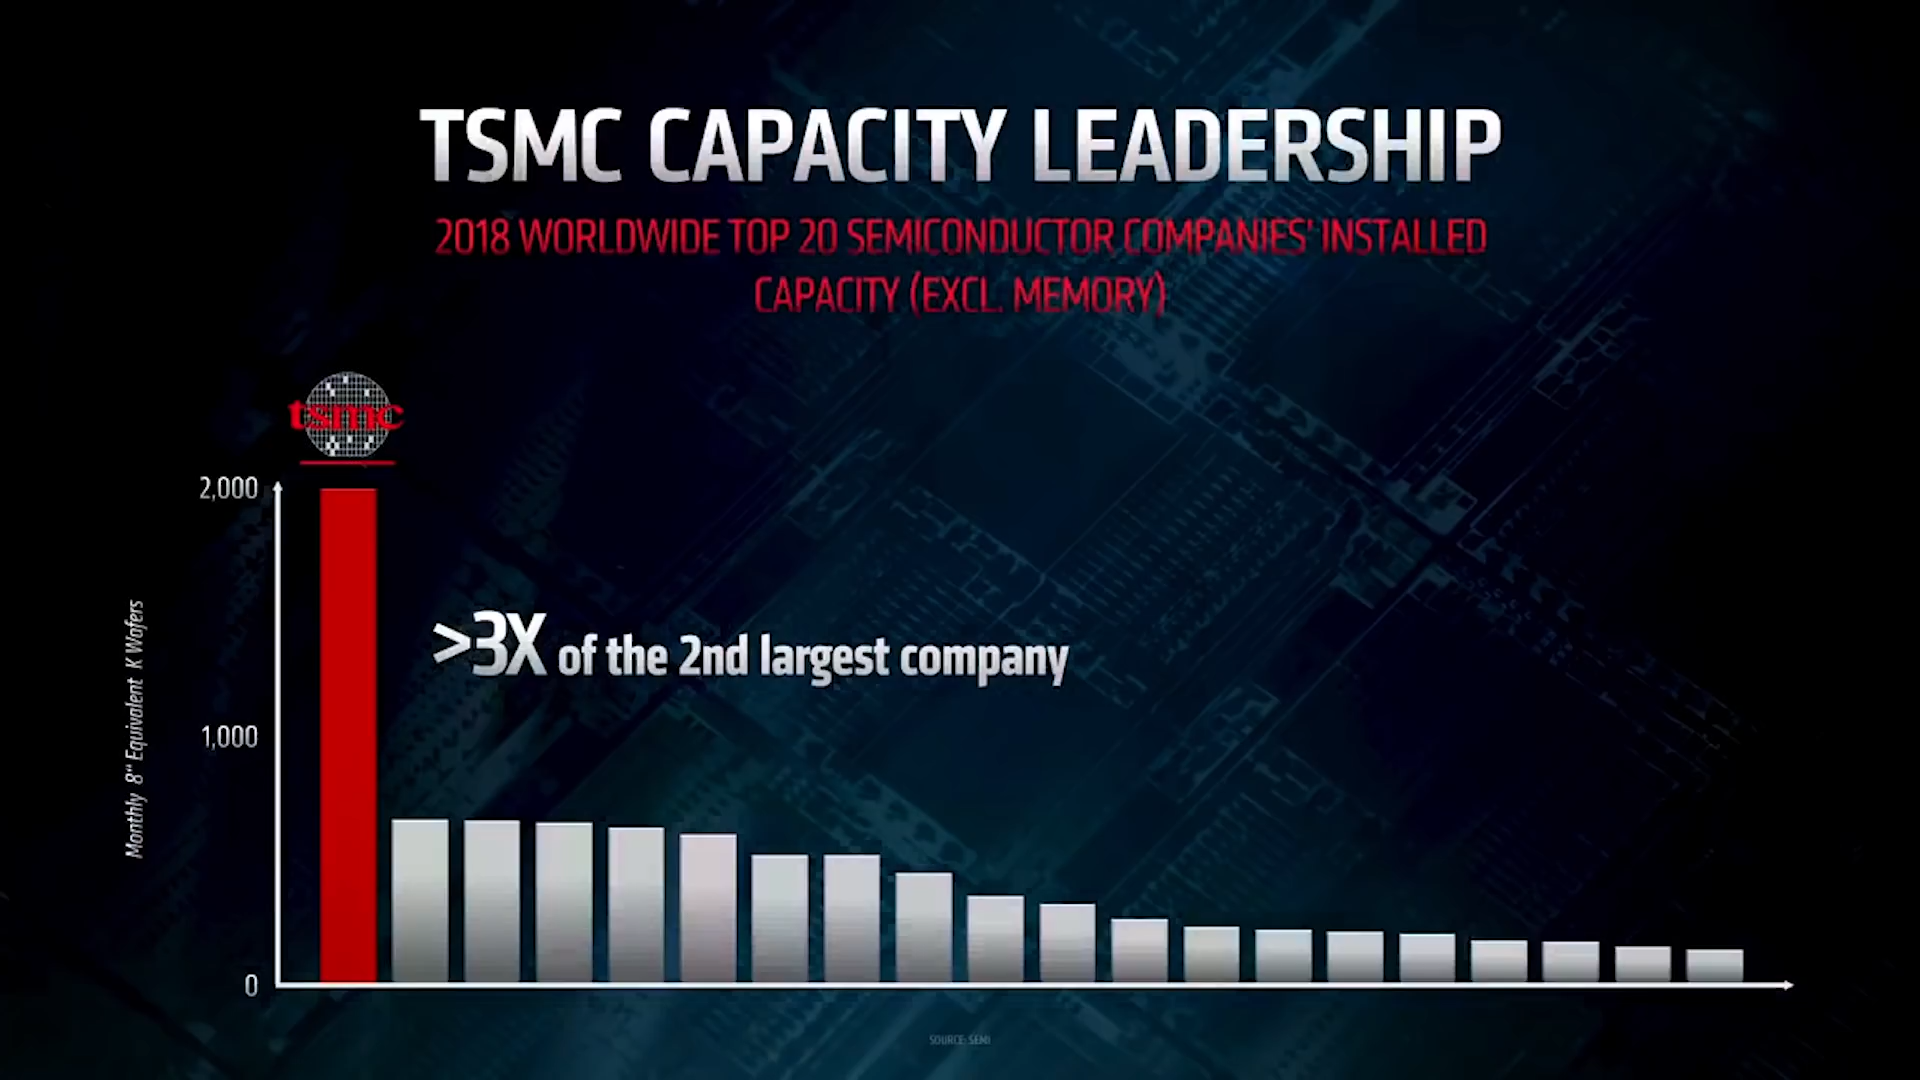 TSMC CAPACITY LEADERSHIP
2018 WORLDWIDE TOP 20 SEMICONDUCTOR COMPANIES' INSTALLED
CAPACITY (EXCL. MEMORY)
tsmc
2,000
>3X of the 2nd largest company
1,000
Monthly 8" Equivalent K Wafers
0
SOURCE: SEMI